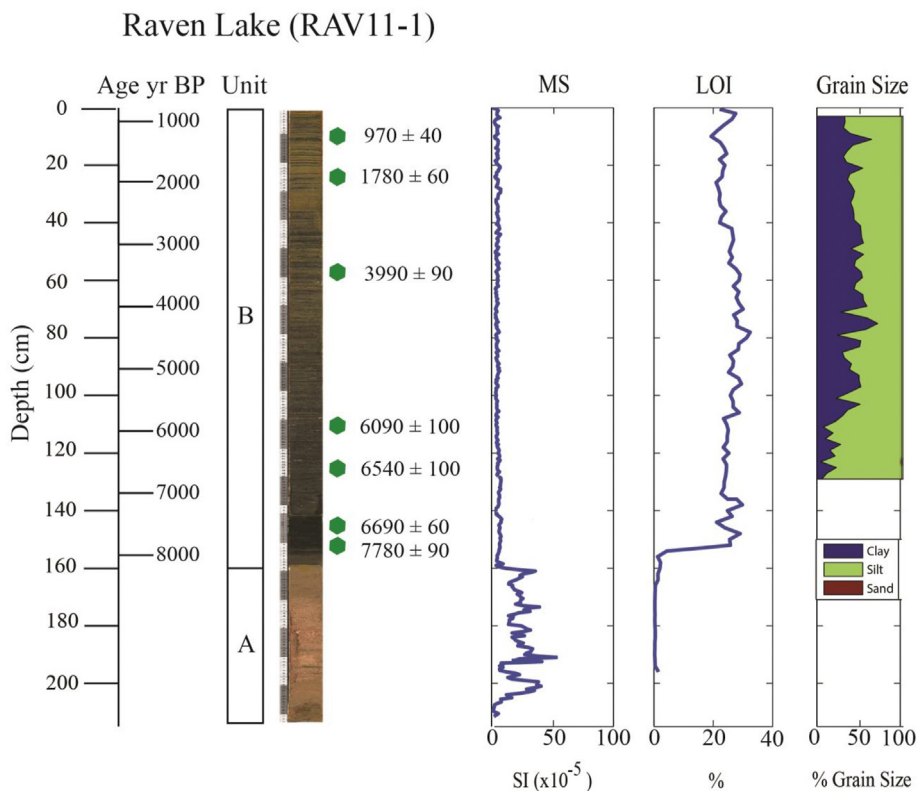 Raven Lake (RAV11-1)
Age yr BP Unit MS LOI Grain Size
0
20
40
60
80
100
120
140
160
180
200
Depth (cm)
1000
2000
3000
4000
5000
6000
7000
8000
B
A
970 ± 40
1780 ± 60
3990 ± 90
6090 ± 100
6540 ± 100
6690 ± 60
7780 ± 90
Clay
Silt
Sand
0 50 100 0 20 40 0 50 100
SI (x10⁻⁵) % % Grain Size